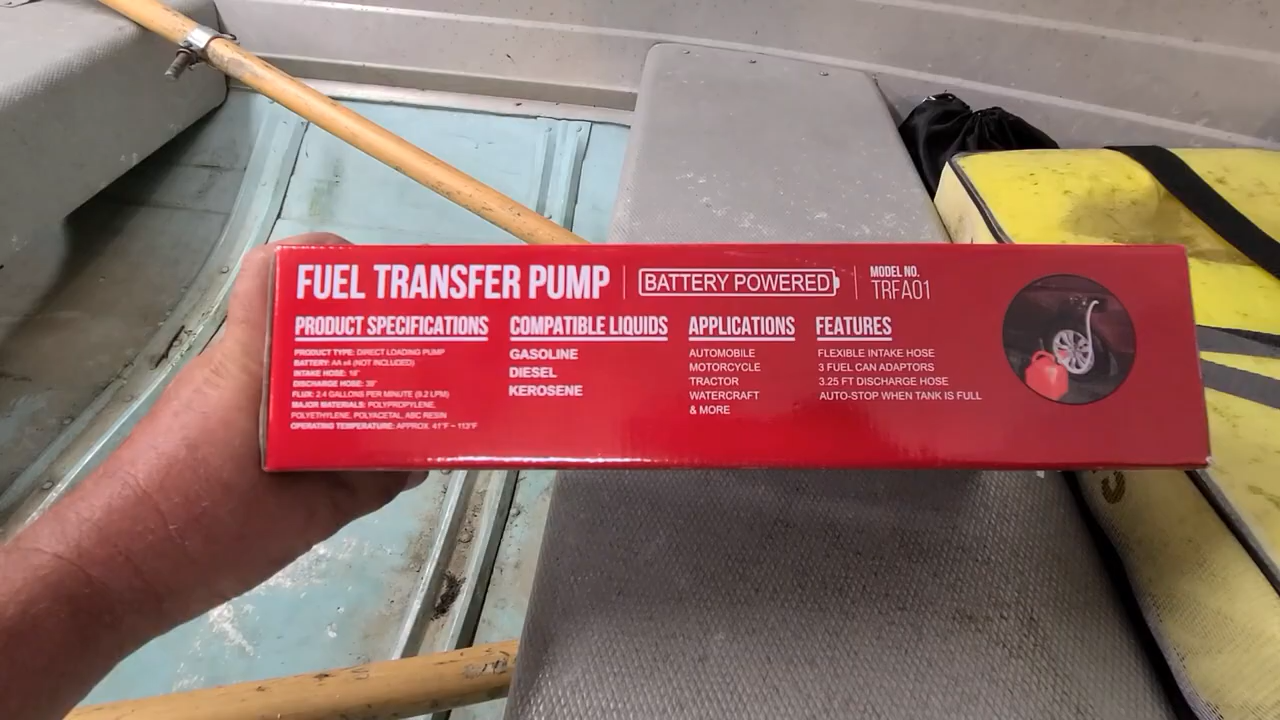 FUEL TRANSFER PUMP
BATTERY POWERED
MODEL NO.
TRFA01
PRODUCT SPECIFICATIONS
PRODUCT TYPE: DIRECT LOADING PUMP
BATTERY: AA x4 (NOT INCLUDED)
INTAKE HOSE: 18"
DISCHARGE HOSE: 39"
FLUX: 2.4 GALLONS PER MINUTE (9.2 LPM)
MAJOR MATERIALS: POLYPROPYLENE,
POLYETHYLENE, POLYACETAL, ABC RESIN
OPERATING TEMPERATURE: APPROX. 41°F ~ 113°F
COMPATIBLE LIQUIDS
GASOLINE
DIESEL
KEROSENE
APPLICATIONS
AUTOMOBILE
MOTORCYCLE
TRACTOR
WATERCRAFT
& MORE
FEATURES
FLEXIBLE INTAKE HOSE
3 FUEL CAN ADAPTORS
3.25 FT DISCHARGE HOSE
AUTO-STOP WHEN TANK IS FULL